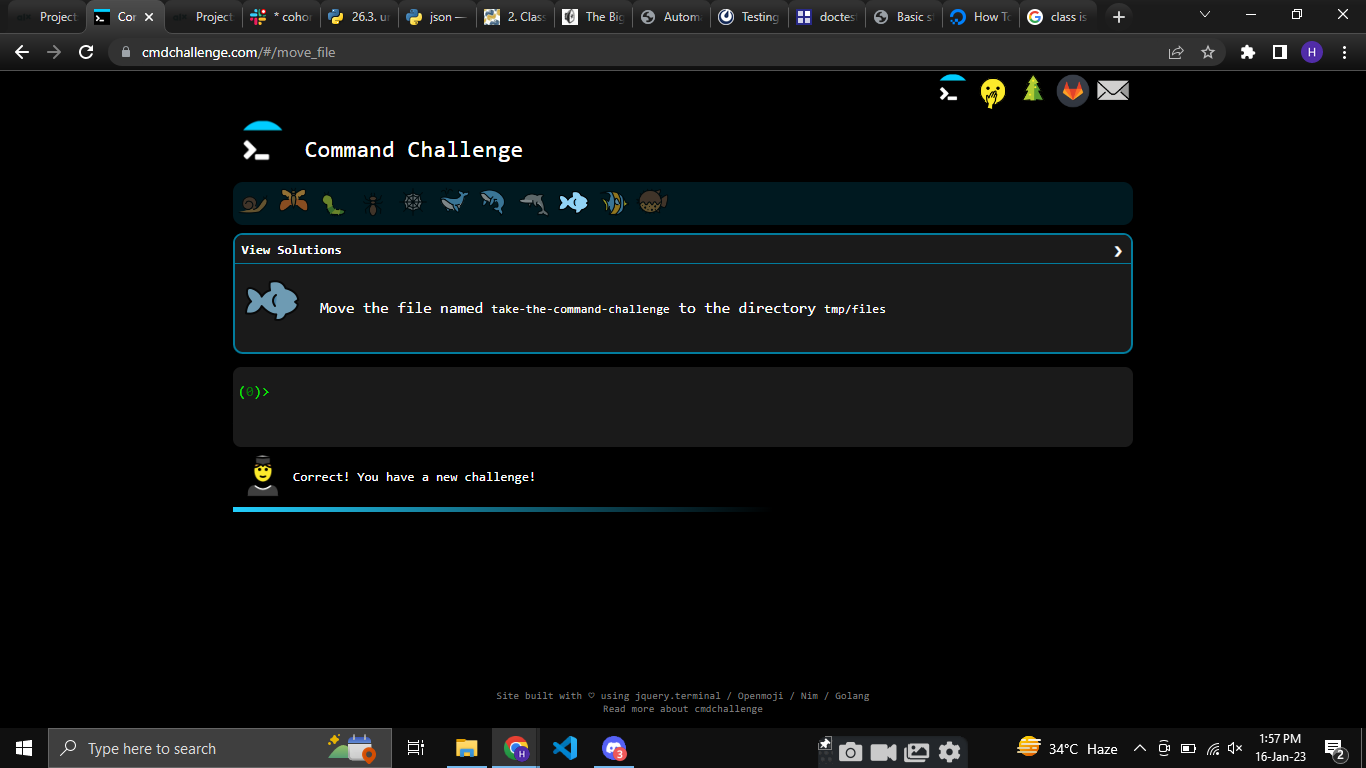 Project
Cor
Project
* cohor
26.3. ur
json —
2. Class
The Big
Autom
Testing
doctest
Basic st
How To
class is
cmdchallenge.com/#/move_file
H
Command Challenge
View Solutions
Move the file named take-the-command-challenge to the directory tmp/files
(0)>
Correct! You have a new challenge!
Site built with ♡ using jquery.terminal / Openmoji / Nim / Golang
Read more about cmdchallenge
Type here to search
H
3
34°C Haze
1:57 PM
16-Jan-23
2